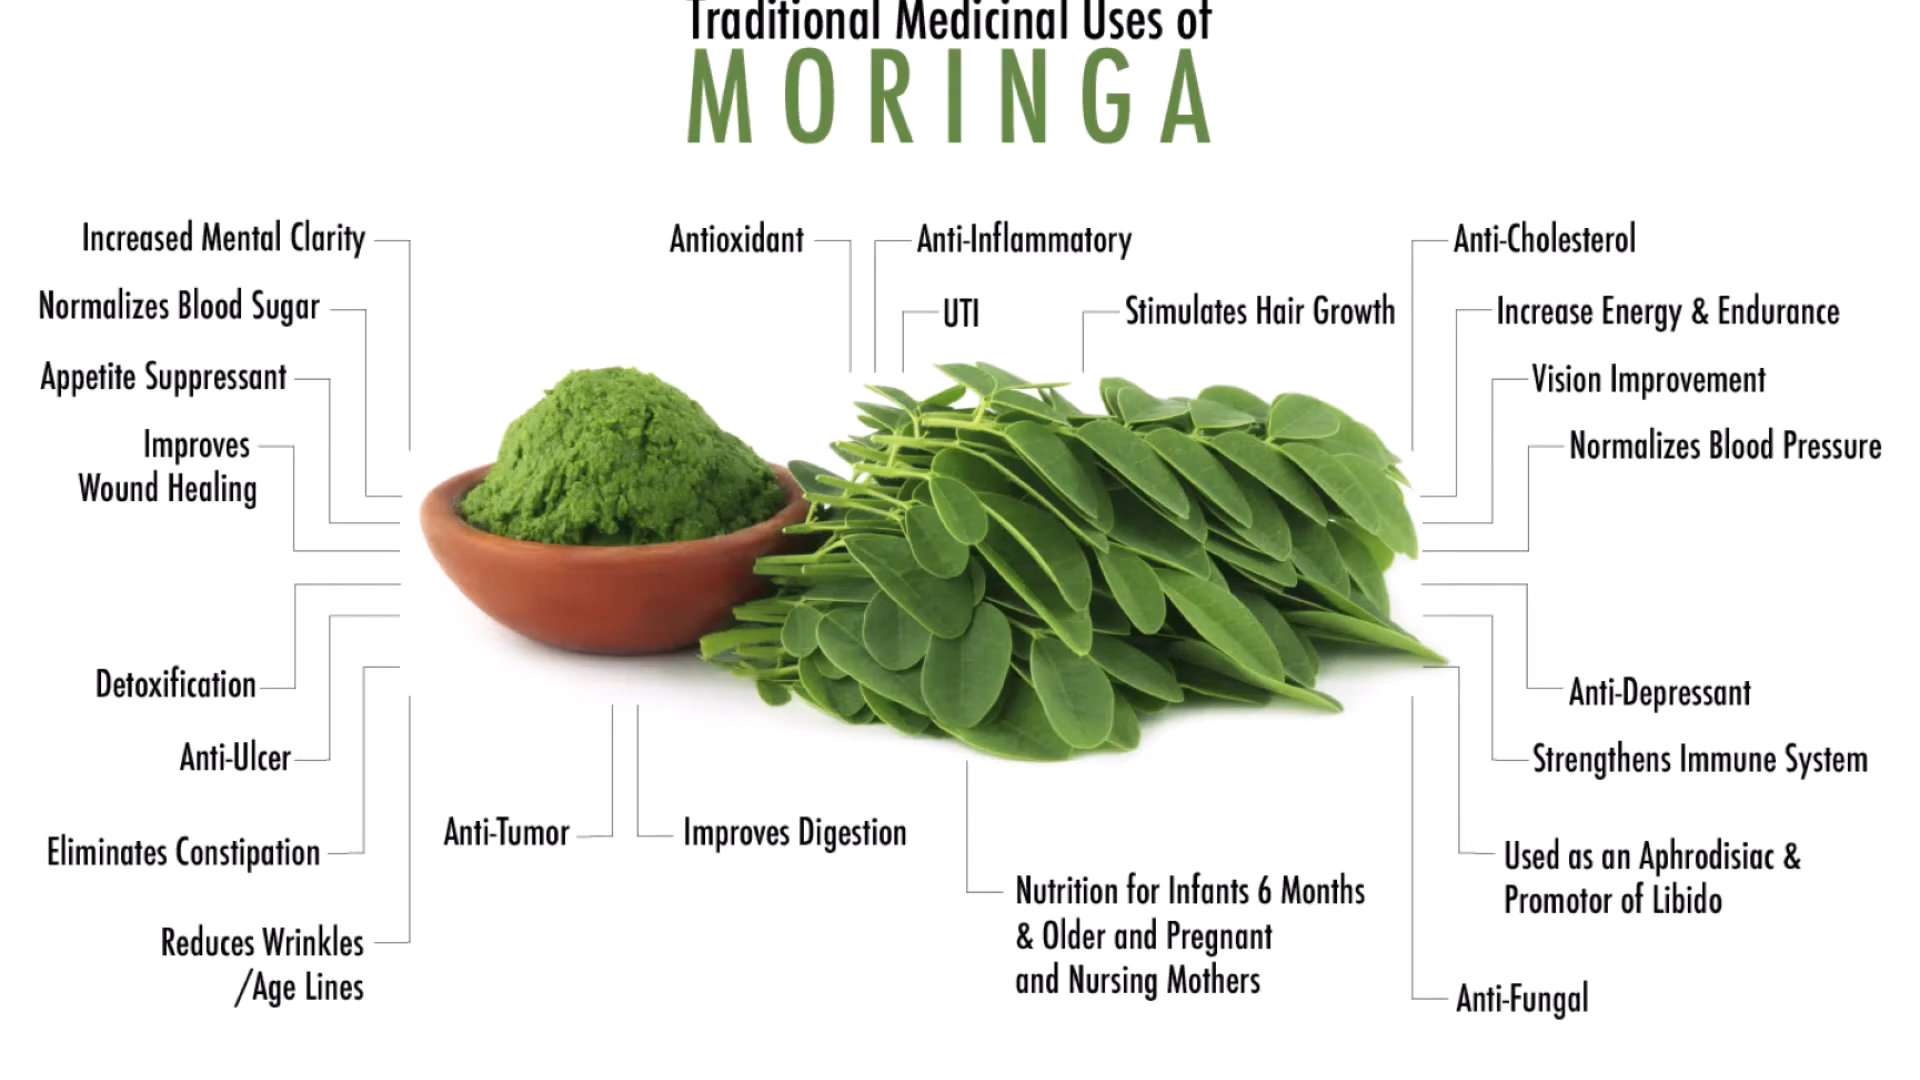 Traditional Medicinal Uses of
MORINGA
Increased Mental Clarity
Normalizes Blood Sugar
Appetite Suppressant
Improves
Wound Healing
Detoxification
Anti-Ulcer
Eliminates Constipation
Reduces Wrinkles
/Age Lines
Antioxidant
Anti-Inflammatory
UTI
Stimulates Hair Growth
Anti-Tumor
Improves Digestion
Nutrition for Infants 6 Months
& Older and Pregnant
and Nursing Mothers
Anti-Cholesterol
Increase Energy & Endurance
Vision Improvement
Normalizes Blood Pressure
Anti-Depressant
Strengthens Immune System
Used as an Aphrodisiac &
Promotor of Libido
Anti-Fungal